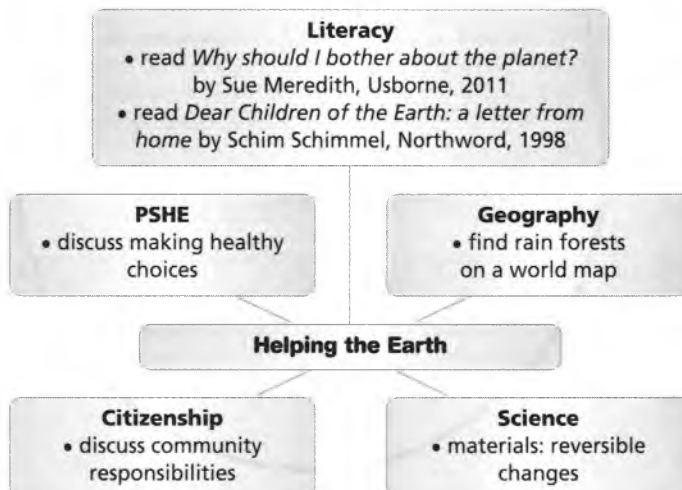 Literacy
• read Why should I bother about the planet?
by Sue Meredith, Usborne, 2011
• read Dear Children of the Earth: a letter from
home by Schim Schimmel, Northword, 1998
PSHE
• discuss making healthy
choices
Geography
• find rain forests
on a world map
Helping the Earth
Citizenship
• discuss community
responsibilities
Science
• materials: reversible
changes